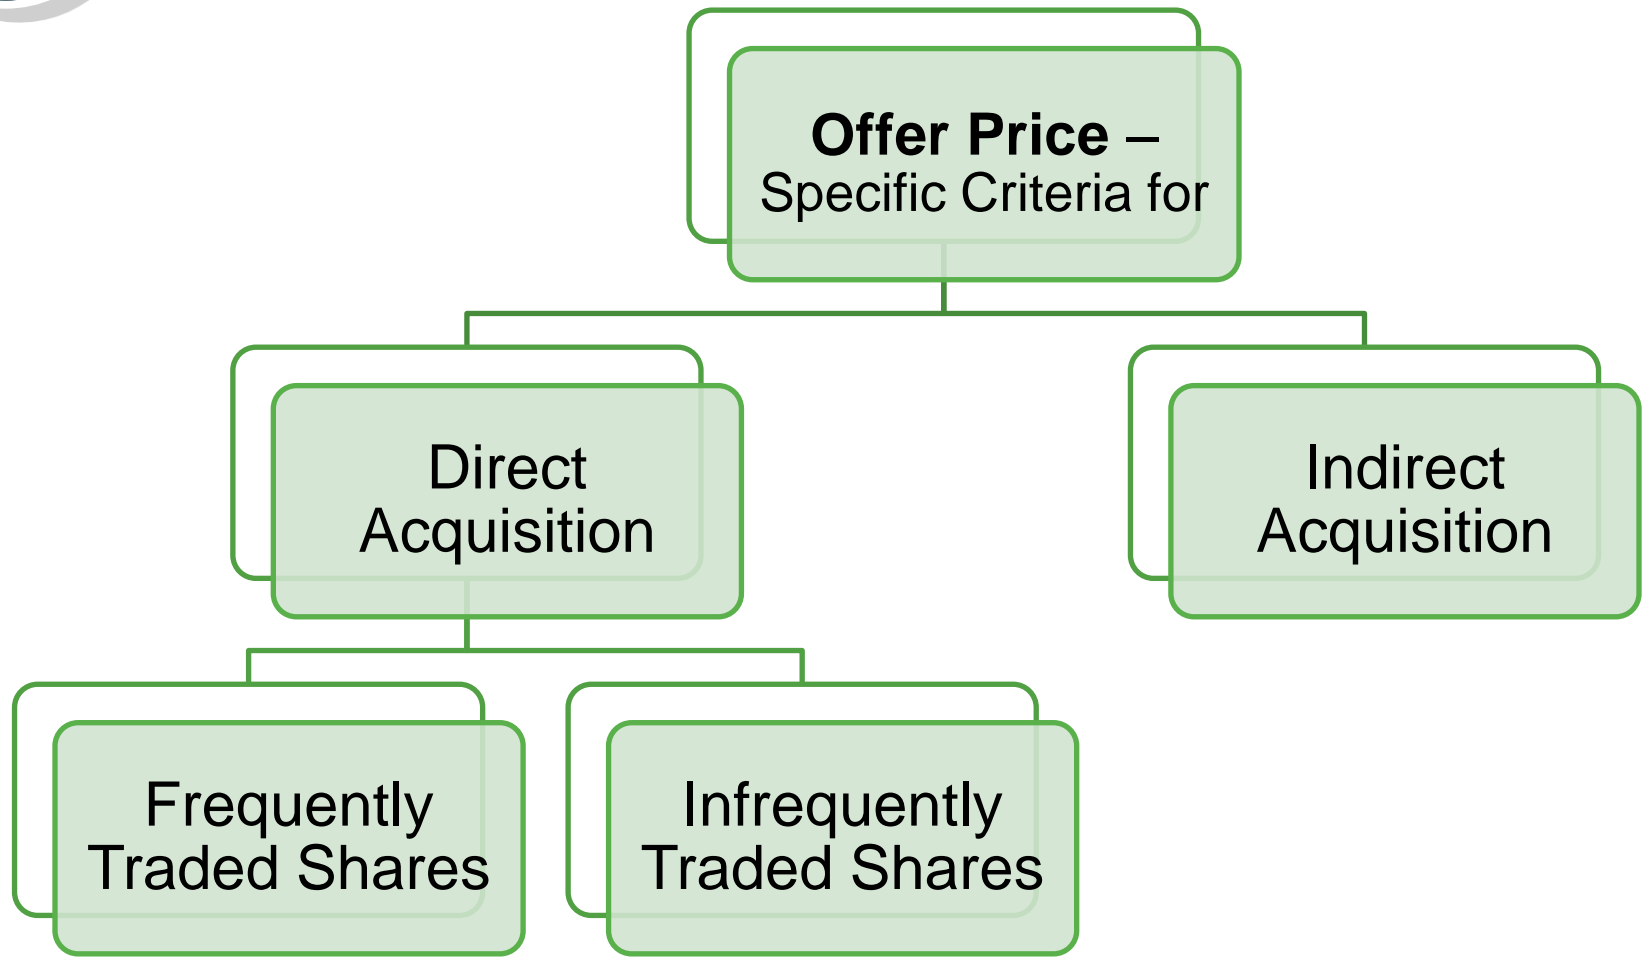 Offer Price –
Specific Criteria for
Direct
Acquisition
Indirect
Acquisition
Frequently
Traded Shares
Infrequently
Traded Shares